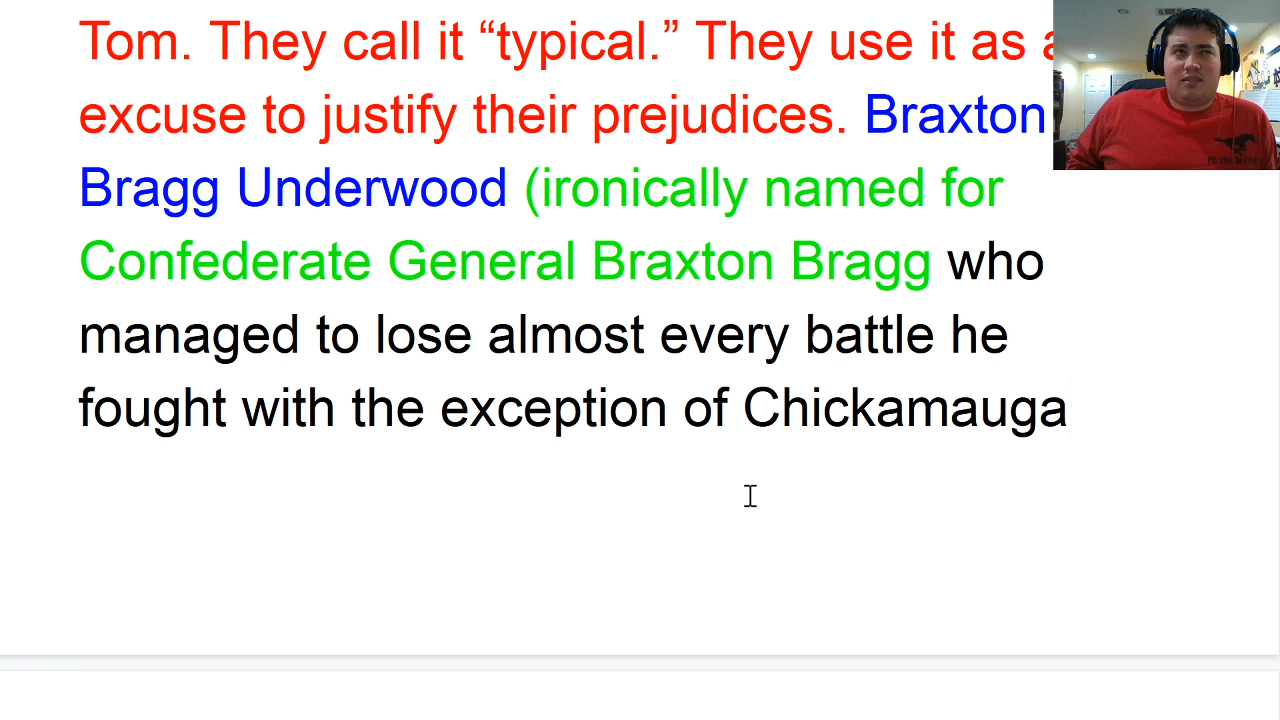 Tom. They call it “typical.” They use it as a
excuse to justify their prejudices. Braxton
Bragg Underwood (ironically named for
Confederate General Braxton Bragg who
managed to lose almost every battle he
fought with the exception of Chickamauga